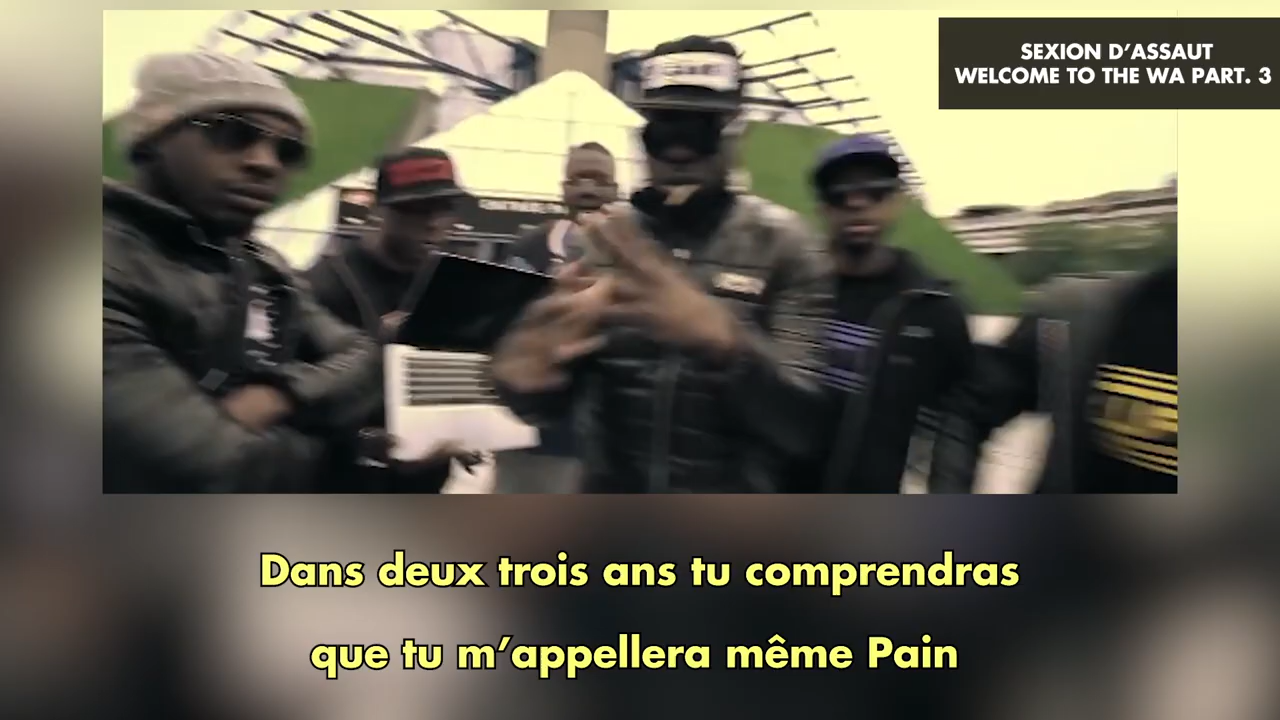 SEXION D’ASSAUT
WELCOME TO THE WA PART. 3
Dans deux trois ans tu comprendras
que tu m’appellera même Pain